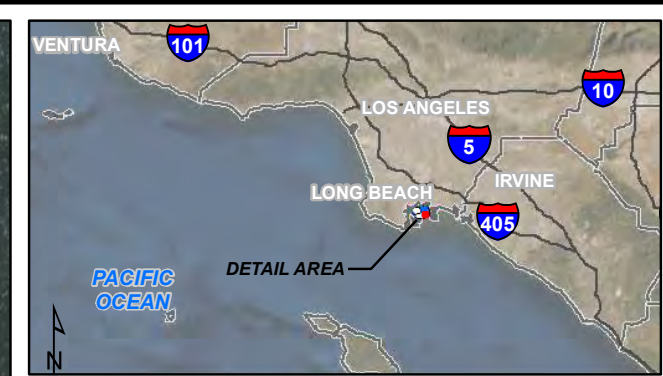 VENTURA
101
10
LOS ANGELES
5
IRVINE
LONG BEACH
405
DETAIL AREA
PACIFIC
OCEAN
N